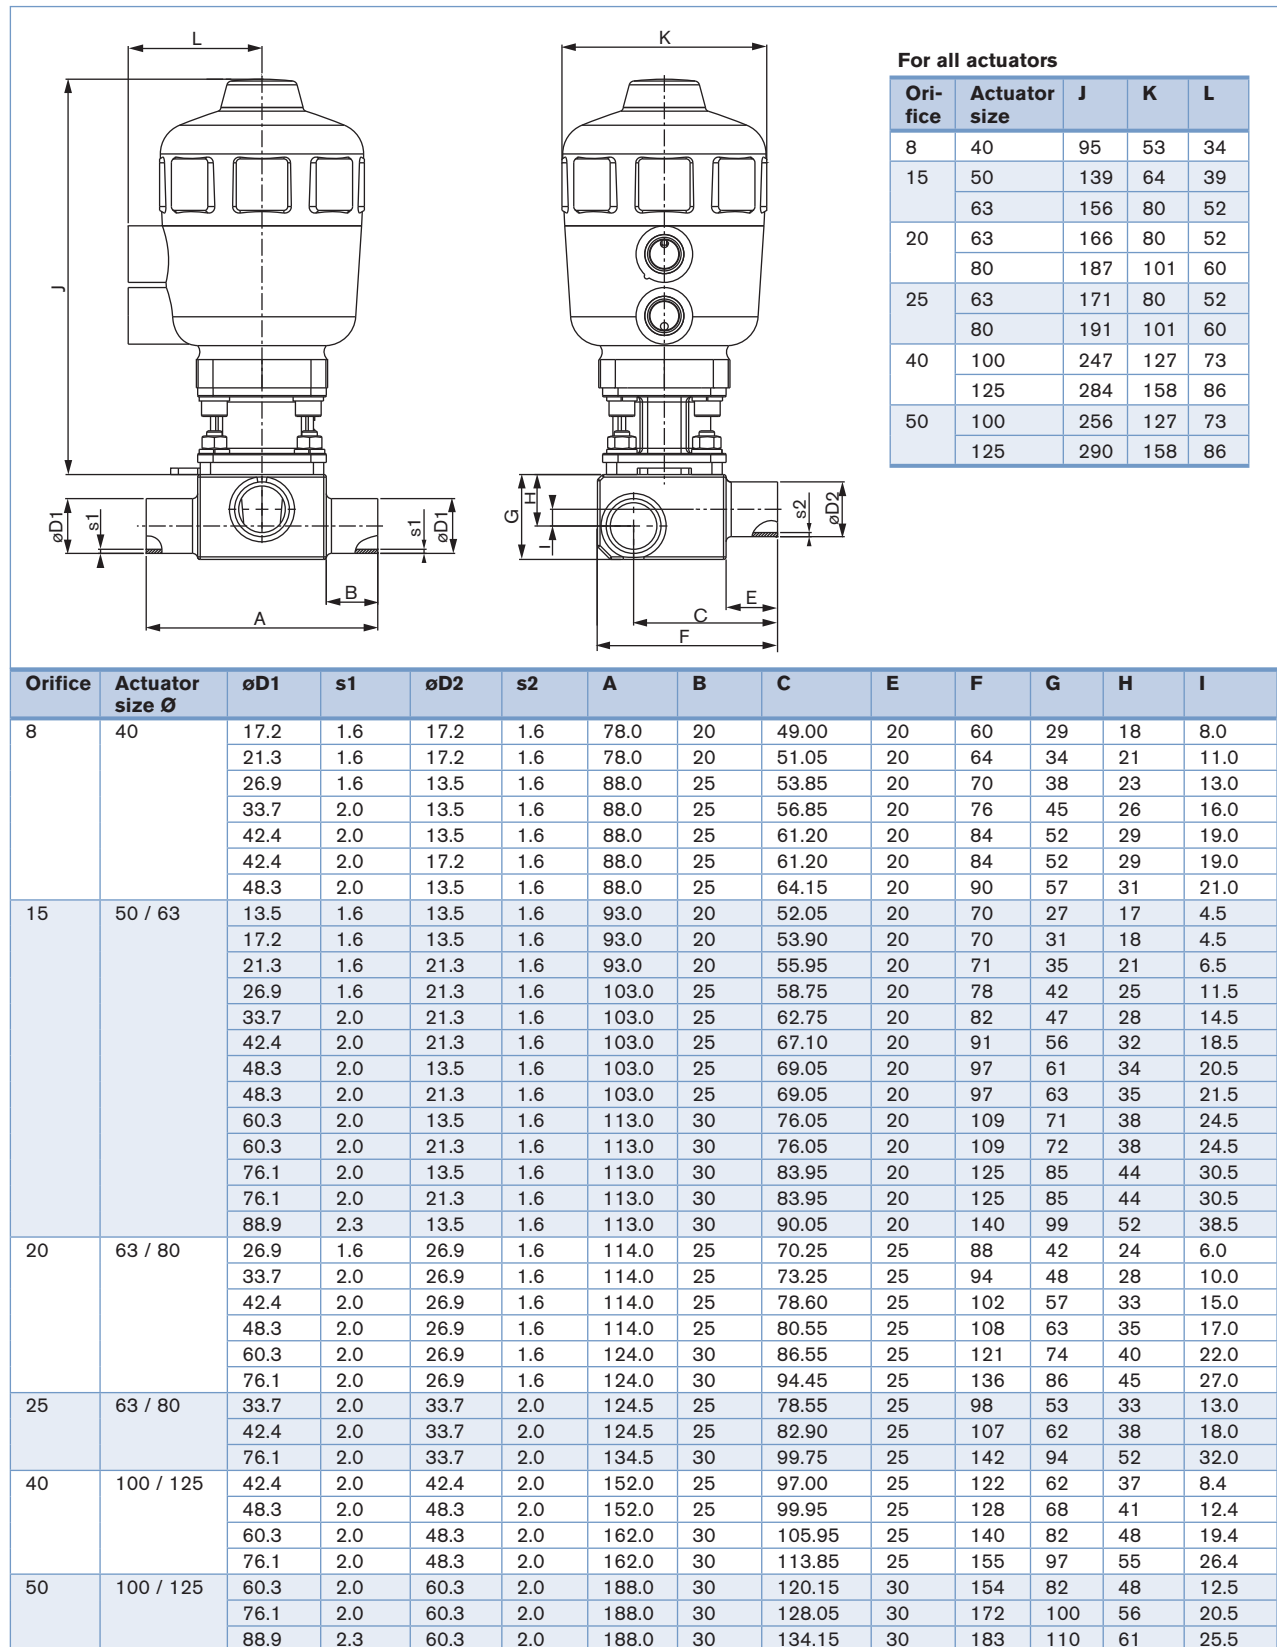 L
K
J
øD1
s1
s1
øD1
B
A
G
H
I
s2
øD2
E
C
F
For all actuators
Ori-fice Actuator size J K L
8 40 95 53 34
15 50 139 64 39
63 156 80 52
20 63 166 80 52
80 187 101 60
25 63 171 80 52
80 191 101 60
40 100 247 127 73
125 284 158 86
50 100 256 127 73
125 290 158 86
Orifice Actuator size Ø øD1 s1 øD2 s2 A B C E F G H I
8 40 17.2 1.6 17.2 1.6 78.0 20 49.00 20 60 29 18 8.0
21.3 1.6 17.2 1.6 78.0 20 51.05 20 64 34 21 11.0
26.9 1.6 13.5 1.6 88.0 25 53.85 20 70 38 23 13.0
33.7 2.0 13.5 1.6 88.0 25 56.85 20 76 45 26 16.0
42.4 2.0 13.5 1.6 88.0 25 61.20 20 84 52 29 19.0
42.4 2.0 17.2 1.6 88.0 25 61.20 20 84 52 29 19.0
48.3 2.0 13.5 1.6 88.0 25 64.15 20 90 57 31 21.0
15 50 / 63 13.5 1.6 13.5 1.6 93.0 20 52.05 20 70 27 17 4.5
17.2 1.6 13.5 1.6 93.0 20 53.90 20 70 31 18 4.5
21.3 1.6 21.3 1.6 93.0 20 55.95 20 71 35 21 6.5
26.9 1.6 21.3 1.6 103.0 25 58.75 20 78 42 25 11.5
33.7 2.0 21.3 1.6 103.0 25 62.75 20 82 47 28 14.5
42.4 2.0 21.3 1.6 103.0 25 67.10 20 91 56 32 18.5
48.3 2.0 13.5 1.6 103.0 25 69.05 20 97 61 34 20.5
48.3 2.0 21.3 1.6 103.0 25 69.05 20 97 63 35 21.5
60.3 2.0 13.5 1.6 113.0 30 76.05 20 109 71 38 24.5
60.3 2.0 21.3 1.6 113.0 30 76.05 20 109 72 38 24.5
76.1 2.0 13.5 1.6 113.0 30 83.95 20 125 85 44 30.5
76.1 2.0 21.3 1.6 113.0 30 83.95 20 125 85 44 30.5
88.9 2.3 13.5 1.6 113.0 30 90.05 20 140 99 52 38.5
20 63 / 80 26.9 1.6 26.9 1.6 114.0 25 70.25 25 88 42 24 6.0
33.7 2.0 26.9 1.6 114.0 25 73.25 25 94 48 28 10.0
42.4 2.0 26.9 1.6 114.0 25 78.60 25 102 57 33 15.0
48.3 2.0 26.9 1.6 114.0 25 80.55 25 108 63 35 17.0
60.3 2.0 26.9 1.6 124.0 30 86.55 25 121 74 40 22.0
76.1 2.0 26.9 1.6 124.0 30 94.45 25 136 86 45 27.0
25 63 / 80 33.7 2.0 33.7 2.0 124.5 25 78.55 25 98 53 33 13.0
42.4 2.0 33.7 2.0 124.5 25 82.90 25 107 62 38 18.0
76.1 2.0 33.7 2.0 134.5 30 99.75 25 142 94 52 32.0
40 100 / 125 42.4 2.0 42.4 2.0 152.0 25 97.00 25 122 62 37 8.4
48.3 2.0 48.3 2.0 152.0 25 99.95 25 128 68 41 12.4
60.3 2.0 48.3 2.0 162.0 30 105.95 25 140 82 48 19.4
76.1 2.0 48.3 2.0 162.0 30 113.85 25 155 97 55 26.4
50 100 / 125 60.3 2.0 60.3 2.0 188.0 30 120.15 30 154 82 48 12.5
76.1 2.0 60.3 2.0 188.0 30 128.05 30 172 100 56 20.5
88.9 2.3 60.3 2.0 188.0 30 134.15 30 183 110 61 25.5